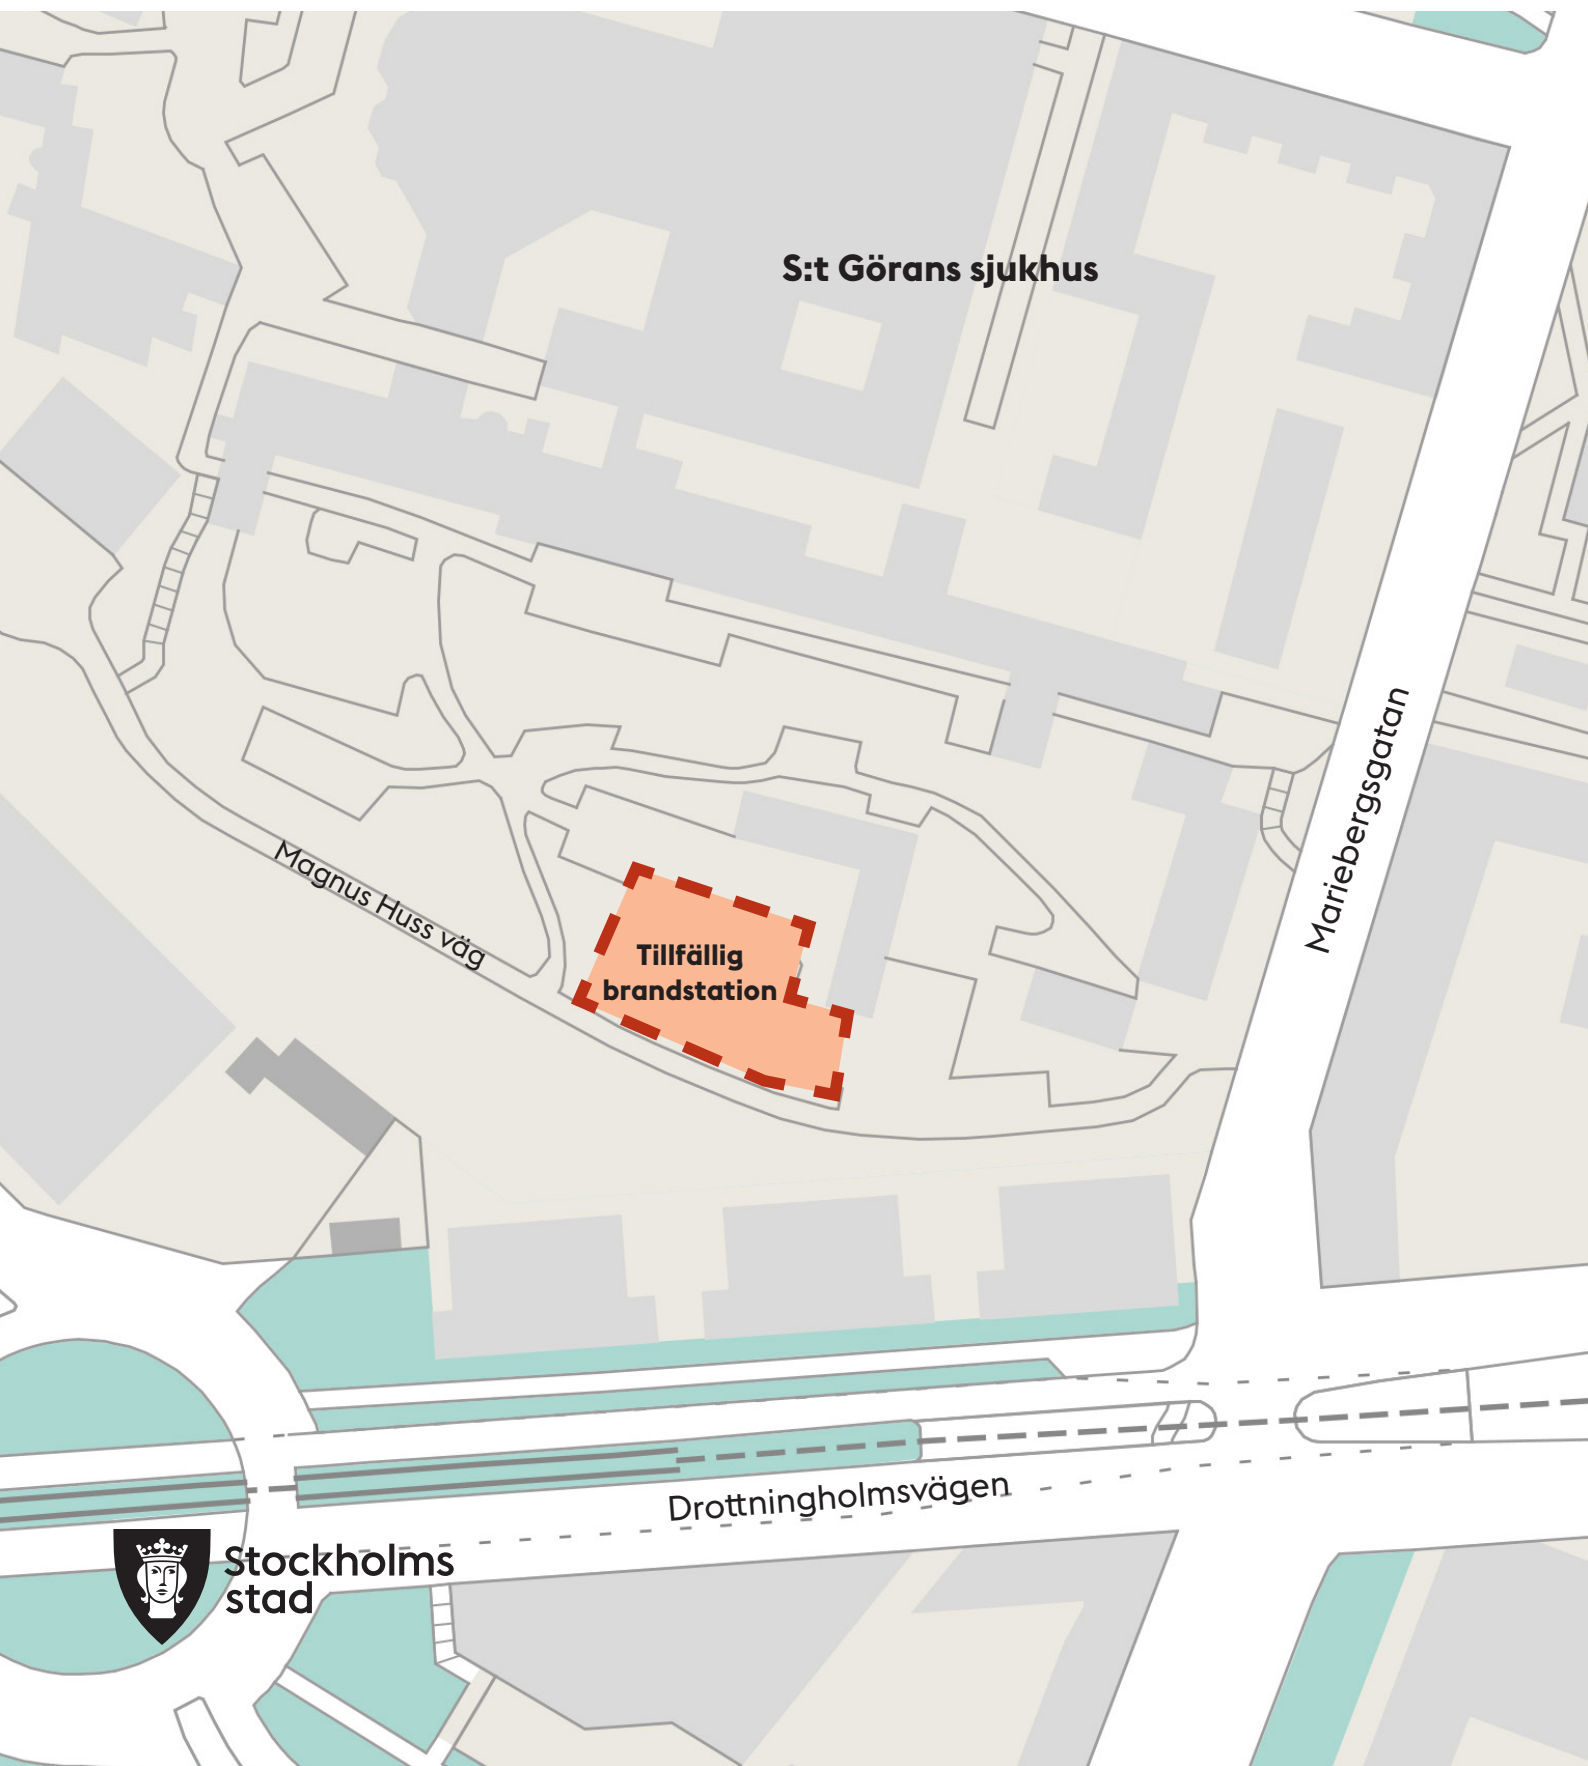 S:t Görans sjukhus
Mariebergsgatan
Magnus Huss väg
Tillfällig
brandstation
Drottningholmsvägen
Stockholms
stad